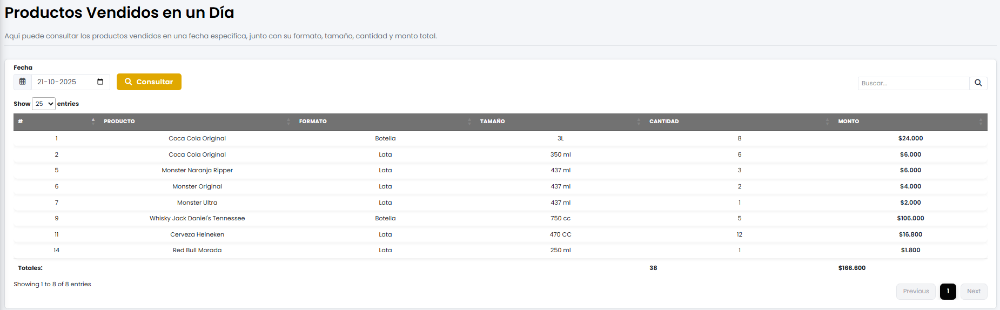 Productos Vendidos en un Día
Aquí puede consultar los productos vendidos en una fecha específica, junto con su formato, tamaño, cantidad y monto total.
Fecha
21-10-2025 Consultar Buscar...
Show 25 entries
# PRODUCTO FORMATO TAMAÑO CANTIDAD MONTO
1 Coca Cola Original Botella 3L 8 $24.000
2 Coca Cola Original Lata 350 ml 6 $6.000
5 Monster Naranja Ripper Lata 437 ml 3 $6.000
6 Monster Original Lata 437 ml 2 $4.000
7 Monster Ultra Lata 437 ml 1 $2.000
9 Whisky Jack Daniel's Tennessee Botella 750 cc 5 $106.000
11 Cerveza Heineken Lata 470 CC 12 $16.800
14 Red Bull Morada Lata 250 ml 1 $1.800
Totales: 38 $166.600
Showing 1 to 8 of 8 entries
Previous 1 Next